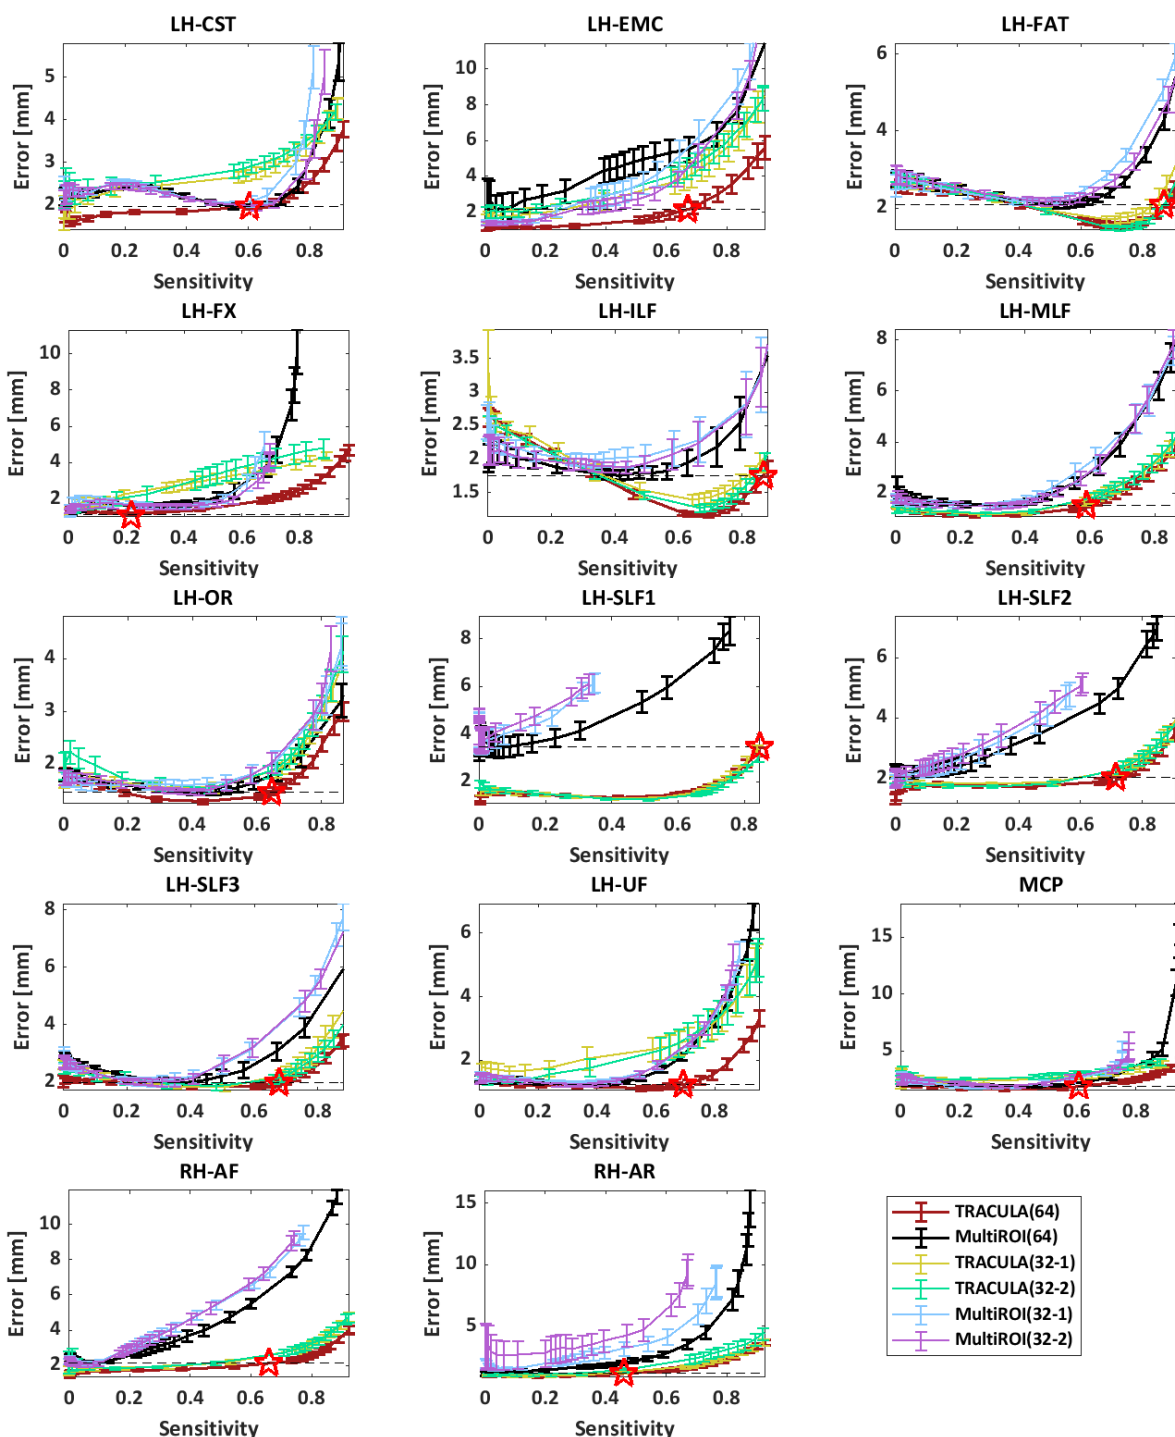 LH-CST
LH-EMC
LH-FAT
Error [mm]
5
4
3
2
0 0.2 0.4 0.6 0.8
Sensitivity
Error [mm]
10
8
6
4
2
0 0.2 0.4 0.6 0.8
Sensitivity
Error [mm]
6
4
2
0 0.2 0.4 0.6 0.8
Sensitivity
LH-FX
LH-ILF
LH-MLF
Error [mm]
10
8
6
4
2
0 0.2 0.4 0.6 0.8
Sensitivity
Error [mm]
3.5
3
2.5
2
1.5
0 0.2 0.4 0.6 0.8
Sensitivity
Error [mm]
8
6
4
2
0 0.2 0.4 0.6 0.8
Sensitivity
LH-OR
LH-SLF1
LH-SLF2
Error [mm]
4
3
2
0 0.2 0.4 0.6 0.8
Sensitivity
Error [mm]
8
6
4
2
0 0.2 0.4 0.6 0.8
Sensitivity
Error [mm]
6
4
2
0 0.2 0.4 0.6 0.8
Sensitivity
LH-SLF3
LH-UF
MCP
Error [mm]
8
6
4
2
0 0.2 0.4 0.6 0.8
Sensitivity
Error [mm]
6
4
2
0 0.2 0.4 0.6 0.8
Sensitivity
Error [mm]
15
10
5
0 0.2 0.4 0.6 0.8
Sensitivity
RH-AF
RH-AR
Error [mm]
10
8
6
4
2
0 0.2 0.4 0.6 0.8
Sensitivity
Error [mm]
15
10
5
0 0.2 0.4 0.6 0.8
Sensitivity
TRACULA(64)
MultiROI(64)
TRACULA(32-1)
TRACULA(32-2)
MultiROI(32-1)
MultiROI(32-2)